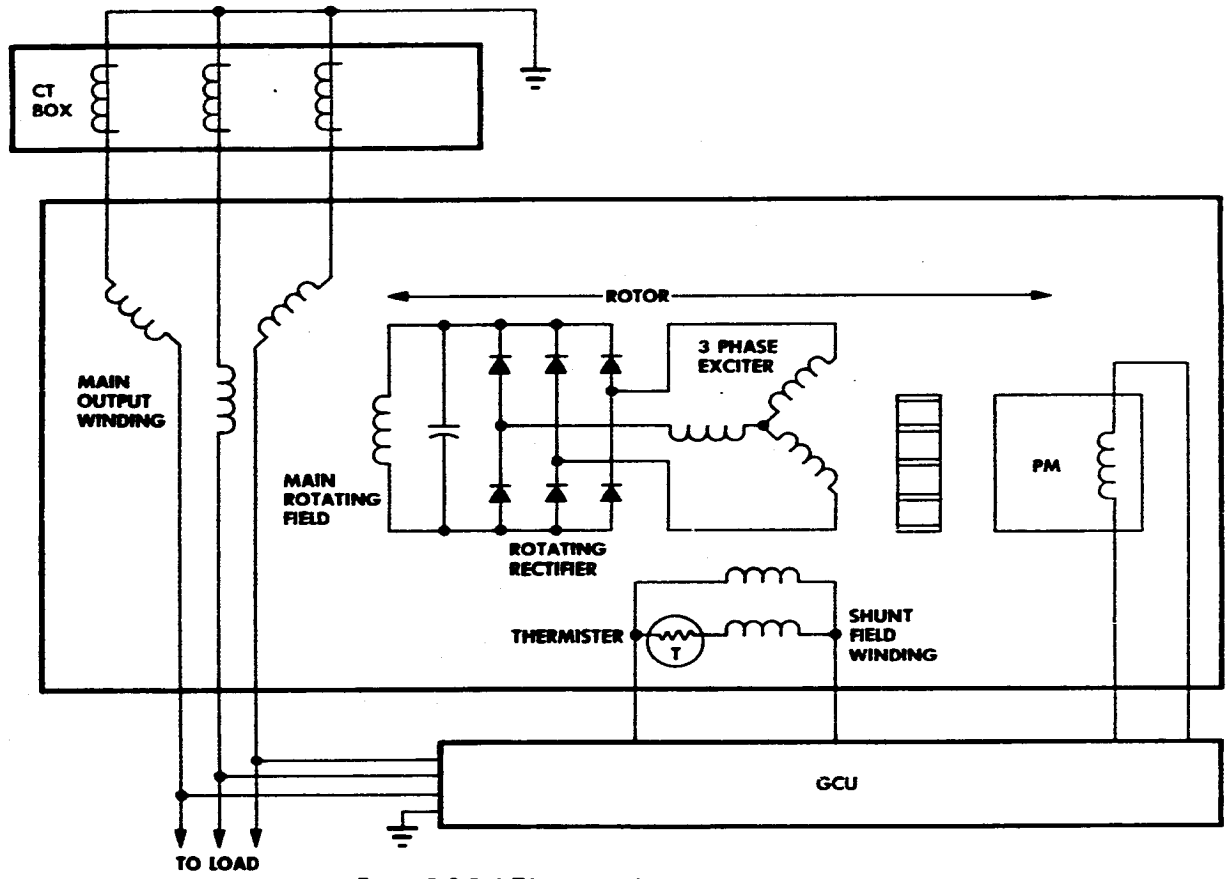 CT
BOX
ROTOR
3 PHASE
EXCITER
MAIN
OUTPUT
WINDING
MAIN
ROTATING
FIELD
PM
ROTATING
RECTIFIER
THERMISTER
T
SHUNT
FIELD
WINDING
GCU
TO LOAD